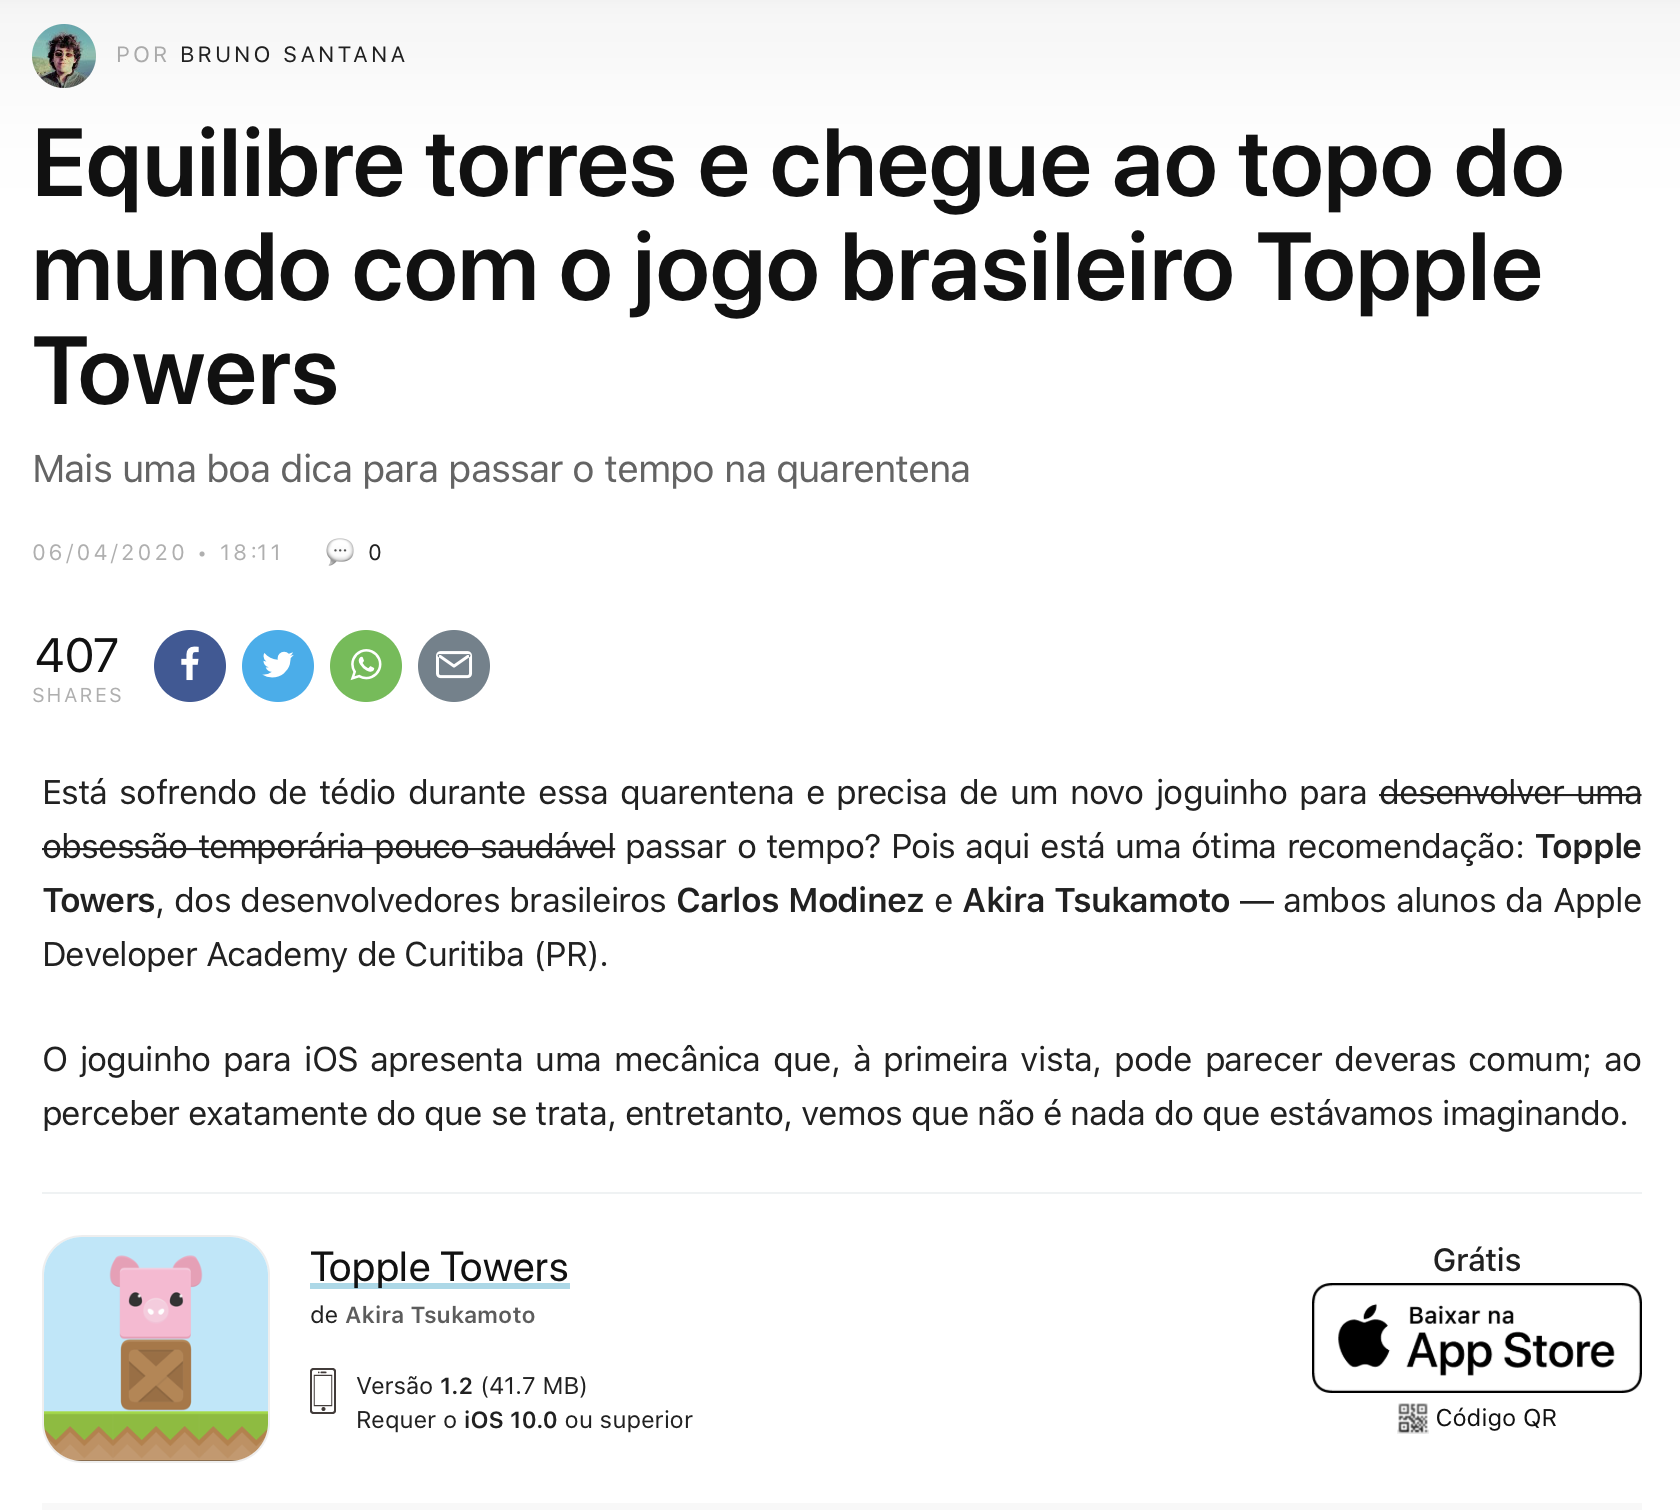 POR BRUNO SANTANA
Equilibre torres e chegue ao topo do
mundo com o jogo brasileiro Topple
Towers
Mais uma boa dica para passar o tempo na quarentena
06/04/2020 • 18:11 0
407
SHARES
Está sofrendo de tédio durante essa quarentena e precisa de um novo joguinho para desenvolver uma
obsessão temporária pouco saudável passar o tempo? Pois aqui está uma ótima recomendação: Topple
Towers, dos desenvolvedores brasileiros Carlos Modinez e Akira Tsukamoto — ambos alunos da Apple
Developer Academy de Curitiba (PR).
O joguinho para iOS apresenta uma mecânica que, à primeira vista, pode parecer deveras comum; ao
perceber exatamente do que se trata, entretanto, vemos que não é nada do que estávamos imaginando.
Topple Towers
de Akira Tsukamoto
Versão 1.2 (41.7 MB)
Requer o iOS 10.0 ou superior
Grátis
Baixar na
App Store
Código QR